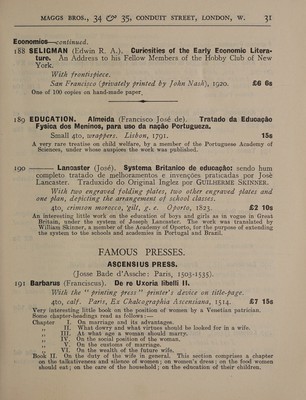 MAGGS BROS., 34 & 35, CONDUIT STREET, LONDON, W. 31
Economics—continued.
188 SELIGMAN (Edwin R. A.). Curiosities of the Early Economic Litera-
ture. An Address to his Fellow Members of the Hobby Club of New
York.
With frontispiece.
San Francisco (privately printed by John Nash), 1920. £6 6s
One of 100 copies on hand-made paper.
189 EDUCATION. Almeida (Francisco José de). Tratado da Educação
Fysica dos Meninos, para uso da nação Portugueza.
Small 4to, wrappers. Lisbon, 1791. 15s
A very rare treatise on child welfare, by a member of the Portuguese Academy of
Sciences, under whose auspices the work was published.
190 —— Lancaster (José). Systema Britanico de educação: sendo hum
completo tratado de melhoramentos e invenções praticadas por José
Lancaster. Traduzido do Original Inglez por GUILHERME SKINNER.
With two engraved folding plates, two other engraved plates and
one plan, depicting the arrangement of school classes.
4to, crimson morocco, gilt, g. e. Oporto, 1823. £2 10s
An interesting little work on the education of boys and girls as in vogue in Great
Britain, under the system of Joseph Lancaster. The work was translated by
William Skinner, a member of the Academy of Oporto, for the purpose of extending
the system to the schools and academies in Portugal and Brazil.
FAMOUS PRESSES.
ASCENSIUS PRESS.
(Josse Bade d'Assche: Paris, 1503-1535).
191 Barbarus (Franciscus). De re Uxoria libelli II.
With the "printing press" printer's device on title-page.
4to, calf. Paris, Ex Chalcographia Ascensiana, 1514. £7 15s
Very interesting little book on the position of women by a Venetian patrician.
Some chapter-headings read as follows:—
Chapter I. On marriage and its advantages.
„ II. What dowry and what virtues should be looked for in a wife.
„ III. At what age a woman should marry.
„ IV. On the social position of the woman.
„ V. On the customs of marriage.
„ VI. On the wealth of the future wife.
Book II. On the duty of the wife in general. This section comprises a chapter
on the talkativeness and silence of women; on women's dress; on the food women
should eat; on the care of the household; on the education of their children.